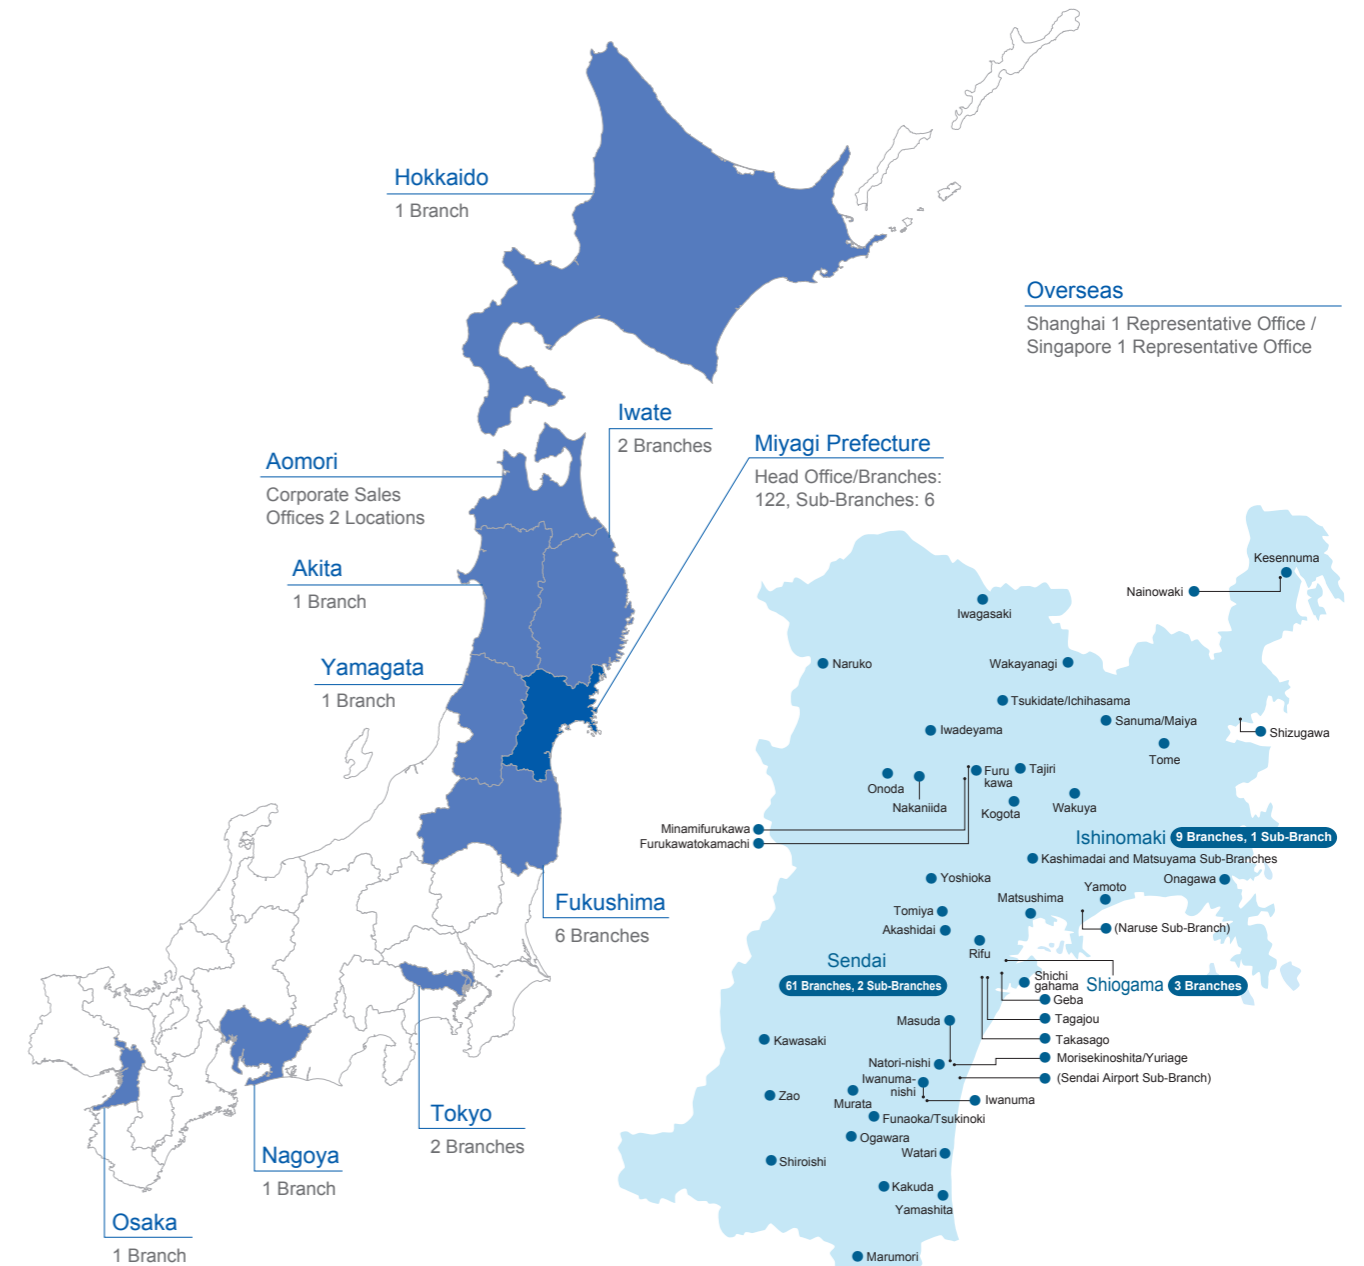 Hokkaido
1 Branch
Overseas
Shanghai 1 Representative Office /
Singapore 1 Representative Office
Iwate
2 Branches
Miyagi Prefecture
Head Office/Branches:
122, Sub-Branches: 6
Aomori
Corporate Sales
Offices 2 Locations
Akita
1 Branch
Yamagata
1 Branch
Fukushima
6 Branches
Tokyo
2 Branches
Nagoya
1 Branch
Osaka
1 Branch
Kesennuma
Nainowaki
Iwagasaki
Naruko
Wakayanagi
Tsukidate/Ichihasama
Sanuma/Maiya
Iwadeyama
Shizugawa
Tome
Onoda
Nakaniida
Furu
kawa
Tajiri
Kogota
Wakuya
Minamifurukawa
Furukawatokamachi
Ishinomaki 9 Branches, 1 Sub-Branch
Kashimadai and Matsuyama Sub-Branches
Yoshioka
Onagawa
Yamoto
Matsushima
Tomiya
Akashidai
(Naruse Sub-Branch)
Rifu
Sendai
61 Branches, 2 Sub-Branches
Shichi
gahama
Shiogama 3 Branches
Geba
Tagajou
Takasago
Masuda
Kawasaki
Morisekinoshita/Yuriage
Natori-nishi
(Sendai Airport Sub-Branch)
Iwanuma-
nishi
Iwanuma
Zao
Murata
Funaoka/Tsukinoki
Ogawara
Watari
Shiroishi
Kakuda
Yamashita
Marumori